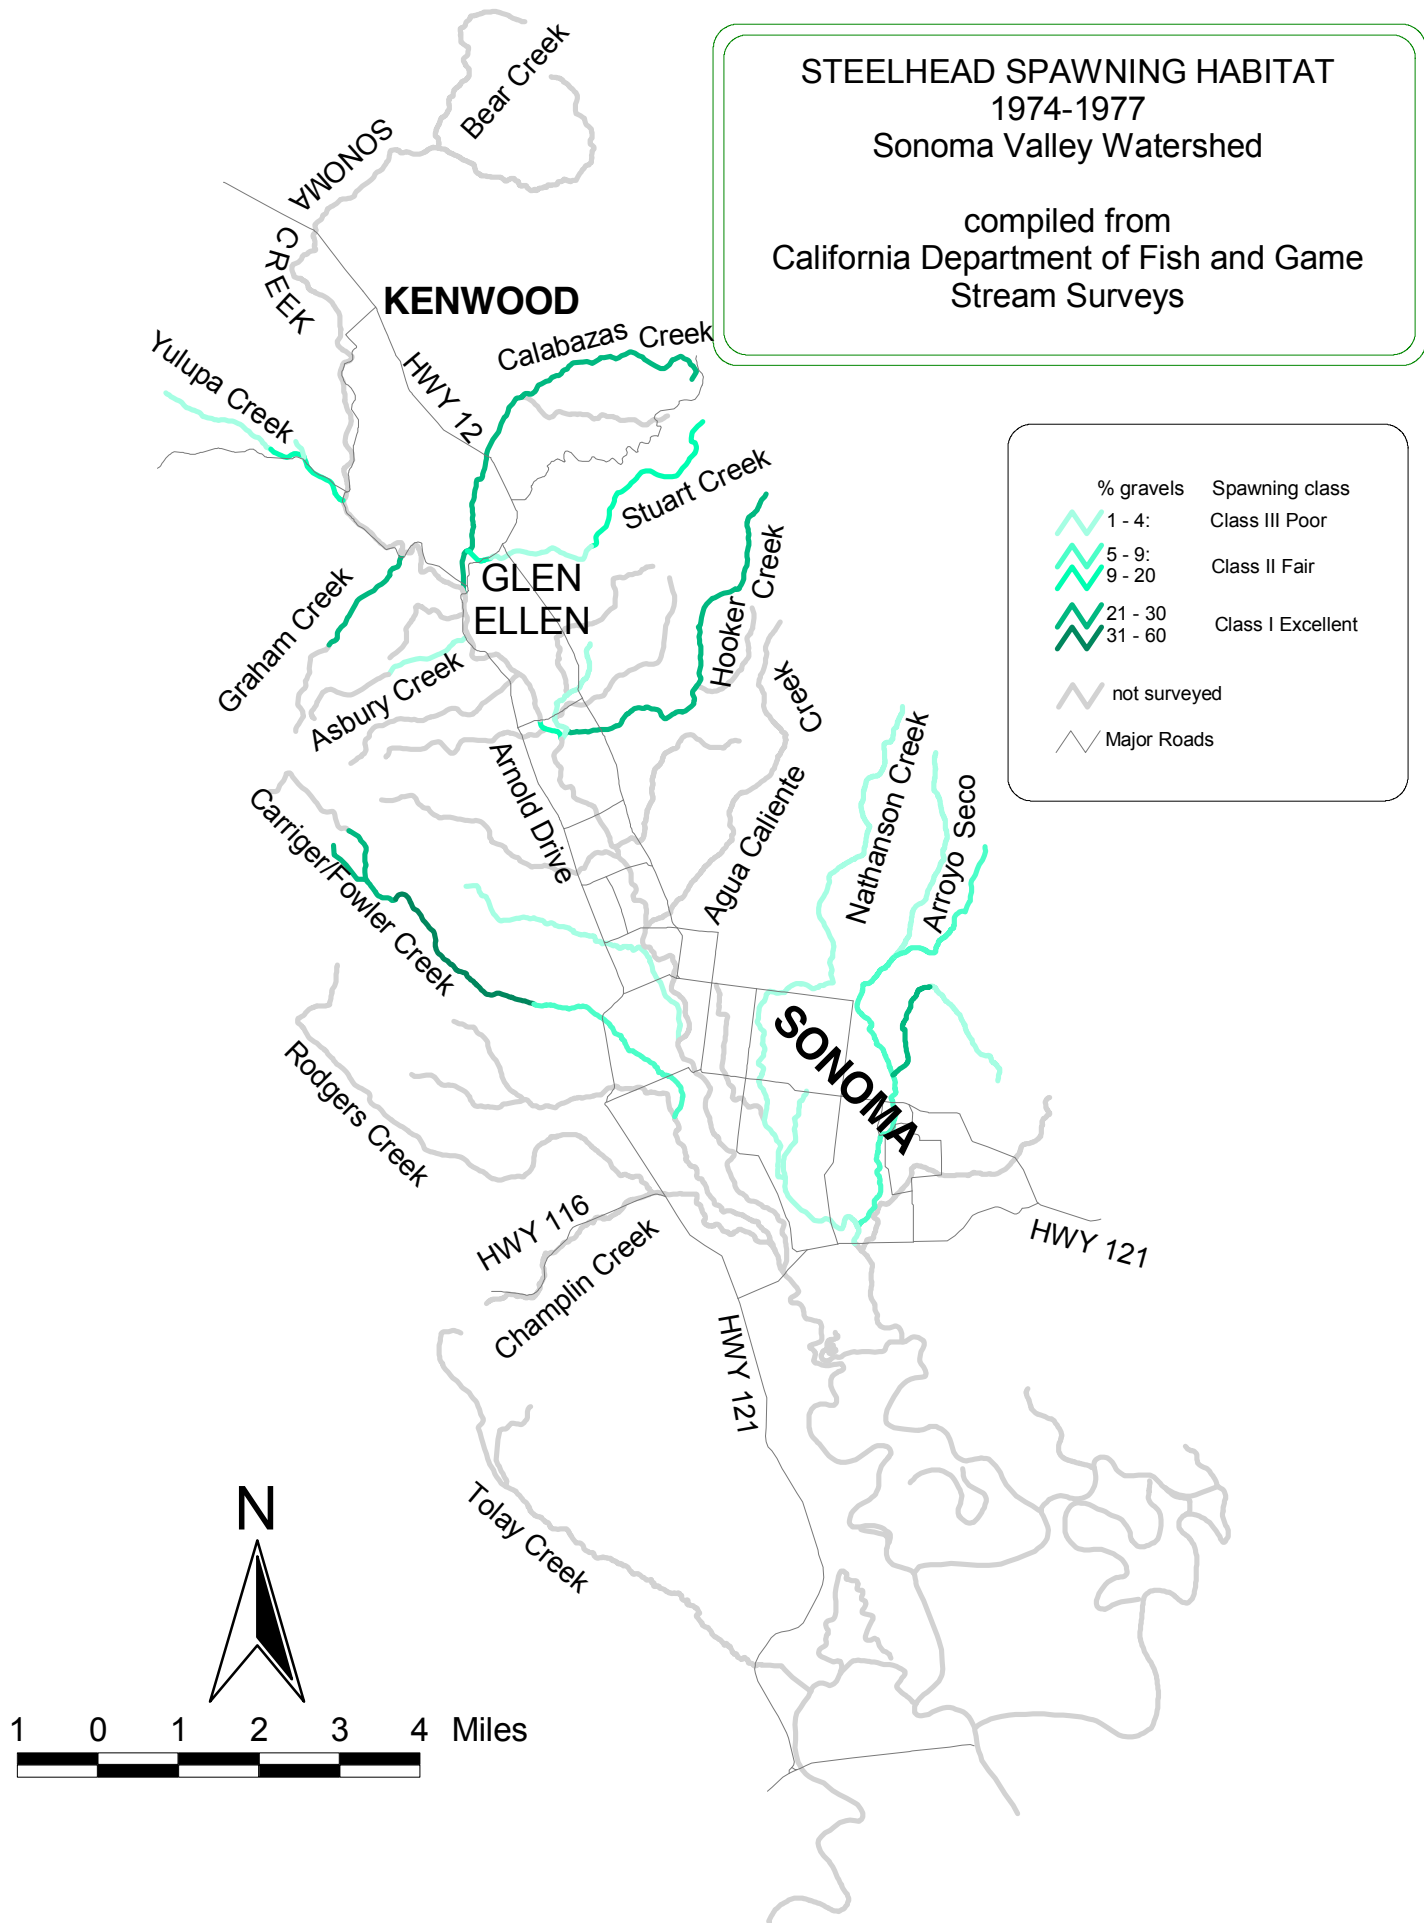 STEELHEAD SPAWNING HABITAT
1974-1977
Sonoma Valley Watershed
compiled from
California Department of Fish and Game
Stream Surveys
Bear Creek
SONOMA
CREEK
KENWOOD
Calabazas Creek
Yulupa Creek
HWY 12
Stuart Creek
% gravels Spawning class
1 - 4: Class III Poor
5 - 9:
9 - 20
Class II Fair
21 - 30
31 - 60
Class I Excellent
not surveyed
Major Roads
GLEN
ELLEN
Graham Creek
Hooker Creek
Asbury Creek
Arnold Drive
Agua Caliente Creek
Nathanson Creek
Arroyo Seco
Carriger/Fowler Creek
SONOMA
Rodgers Creek
HWY 116
Champlin Creek
HWY 121
HWY 121
Tolay Creek
N
1 0 1 2 3 4 Miles